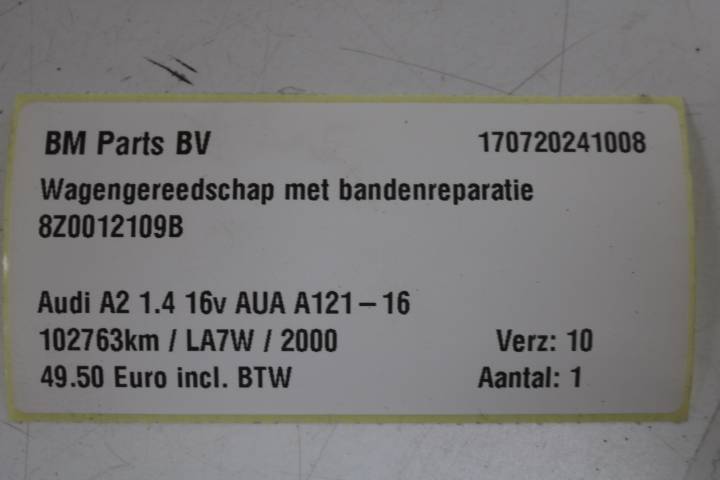 BM Parts BV 170720241008
Wagengereedschap met bandenreparatie
8Z0012109B
Audi A2 1.4 16v AUA A121 – 16
102763km / LA7W / 2000 Verz: 10
49.50 Euro incl. BTW Aantal: 1